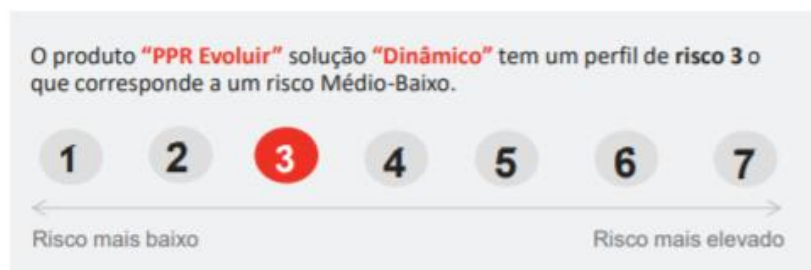 O produto “PPR Evoluir” solução “Dinâmico” tem um perfil de risco 3 o
que corresponde a um risco Médio-Baixo.
1 2 3 4 5 6 7
Risco mais baixo Risco mais elevado